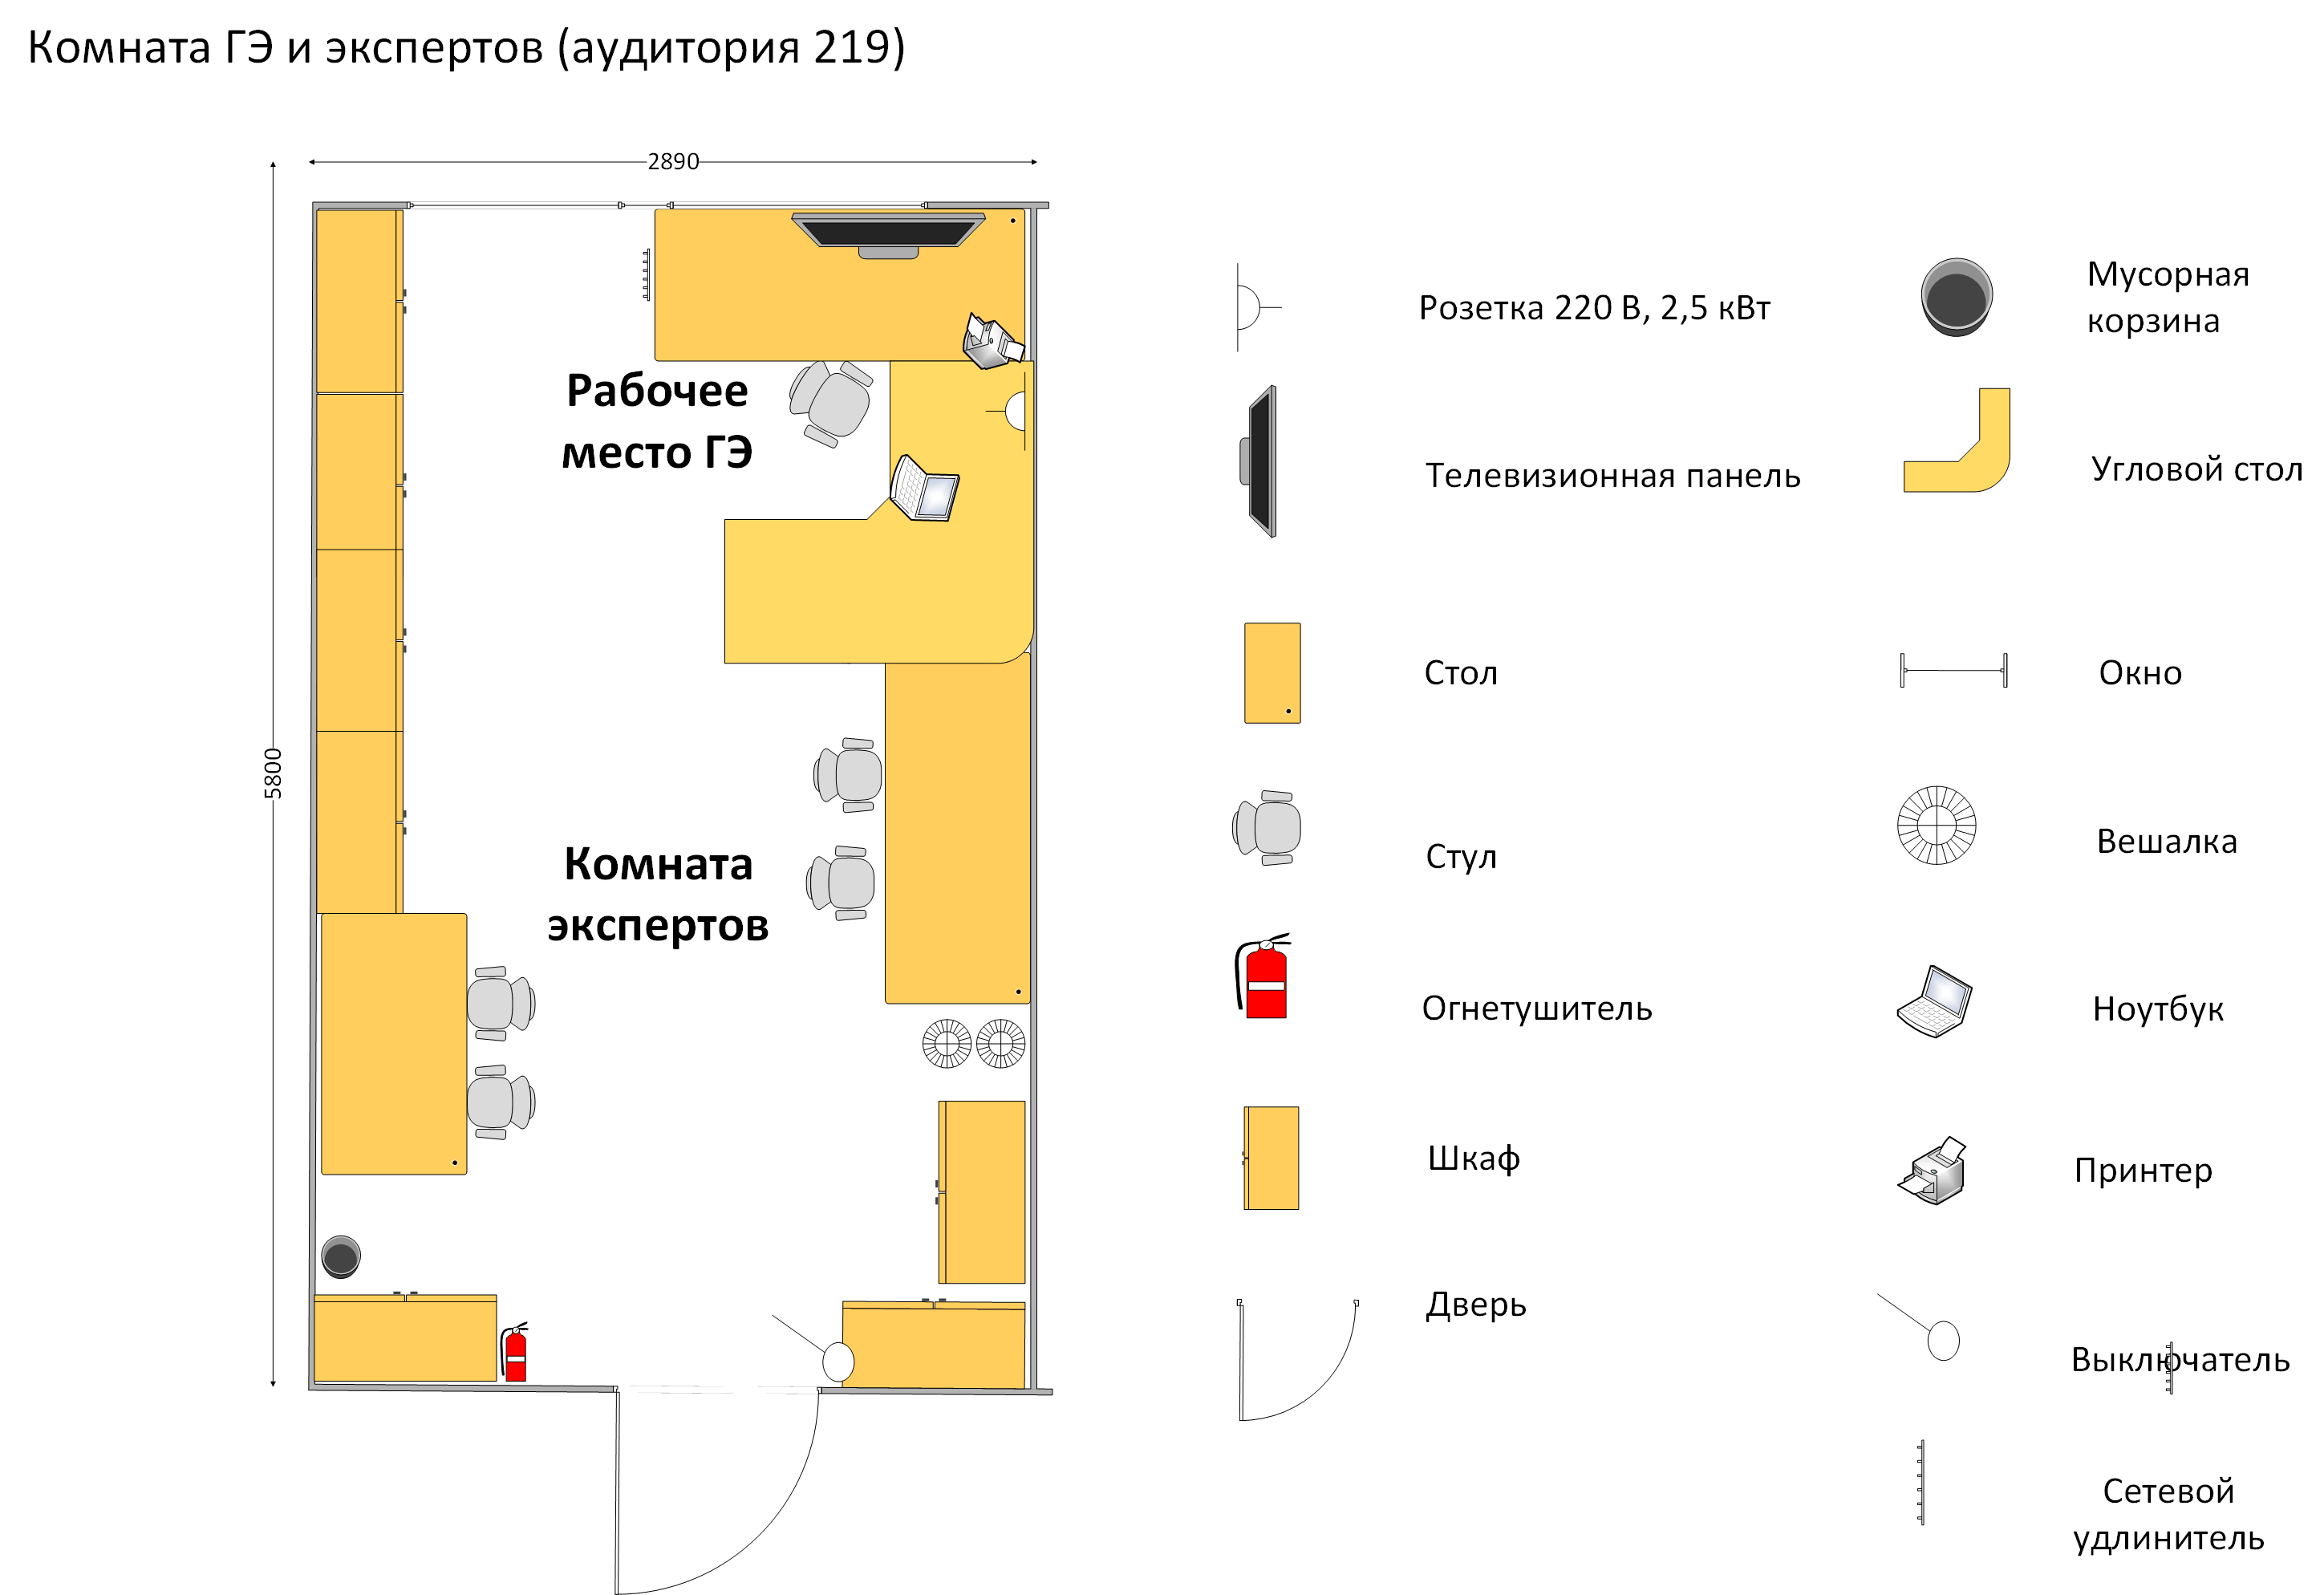 Комната ГЭ и экспертов (аудитория 219)
2890
5800
Рабочее
место ГЭ
Комната
экспертов
Розетка 220 В, 2,5 кВт
Телевизионная панель
Стол
Стул
Огнетушитель
Шкаф
Дверь
Мусорная
корзина
Угловой стол
Окно
Вешалка
Ноутбук
Принтер
Выключатель
Сетевой
удлинитель